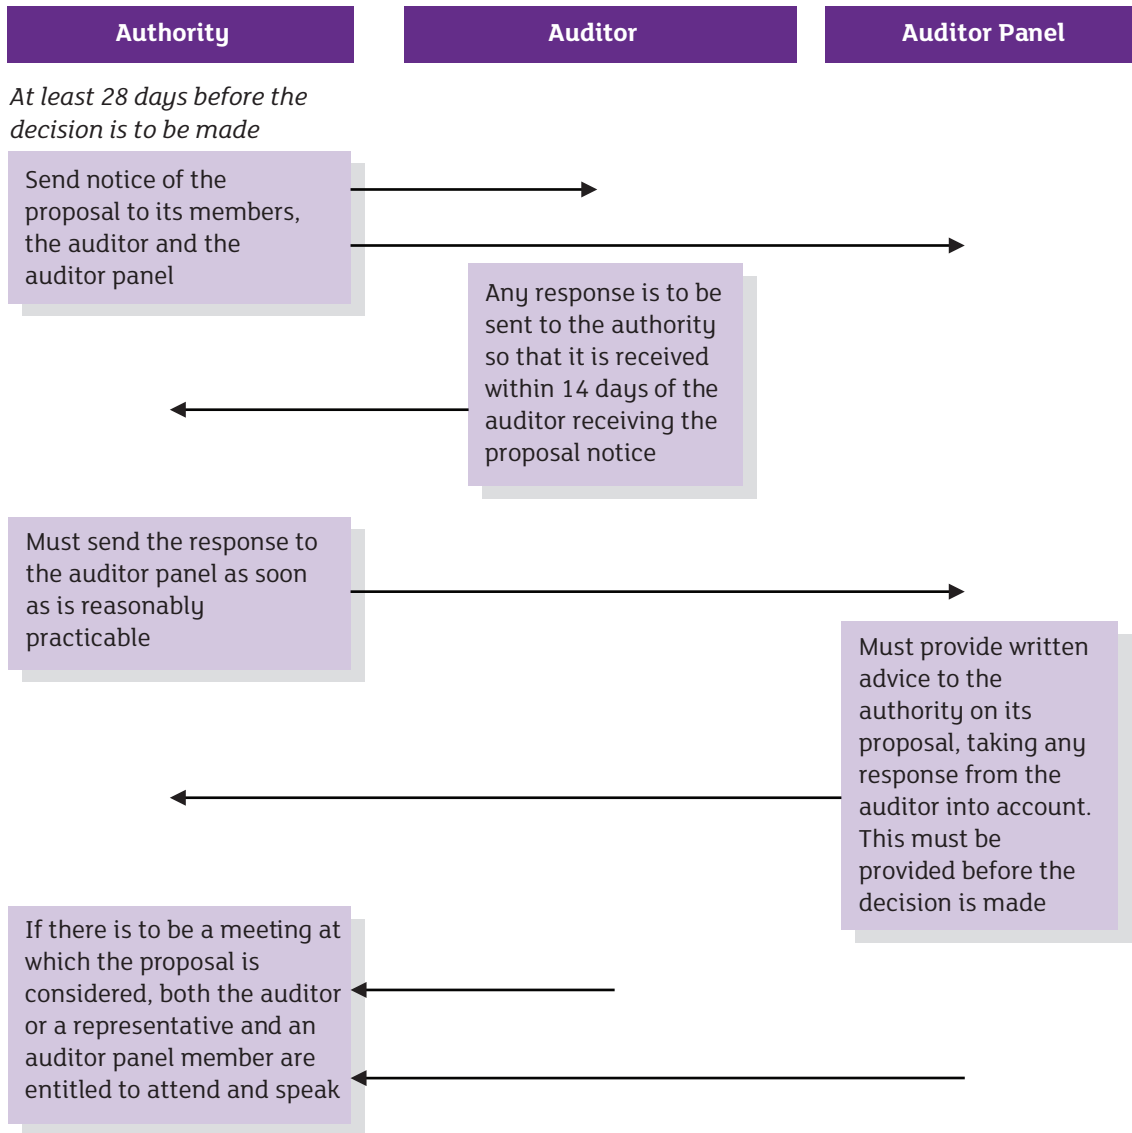 Authority
Auditor
Auditor Panel
At least 28 days before the
decision is to be made
Send notice of the
proposal to its members,
the auditor and the
auditor panel
Any response is to be
sent to the authority
so that it is received
within 14 days of the
auditor receiving the
proposal notice
Must send the response to
the auditor panel as soon
as is reasonably
practicable
Must provide written
advice to the
authority on its
proposal, taking any
response from the
auditor into account.
This must be
provided before the
decision is made
If there is to be a meeting at
which the proposal is
considered, both the auditor
or a representative and an
auditor panel member are
entitled to attend and speak